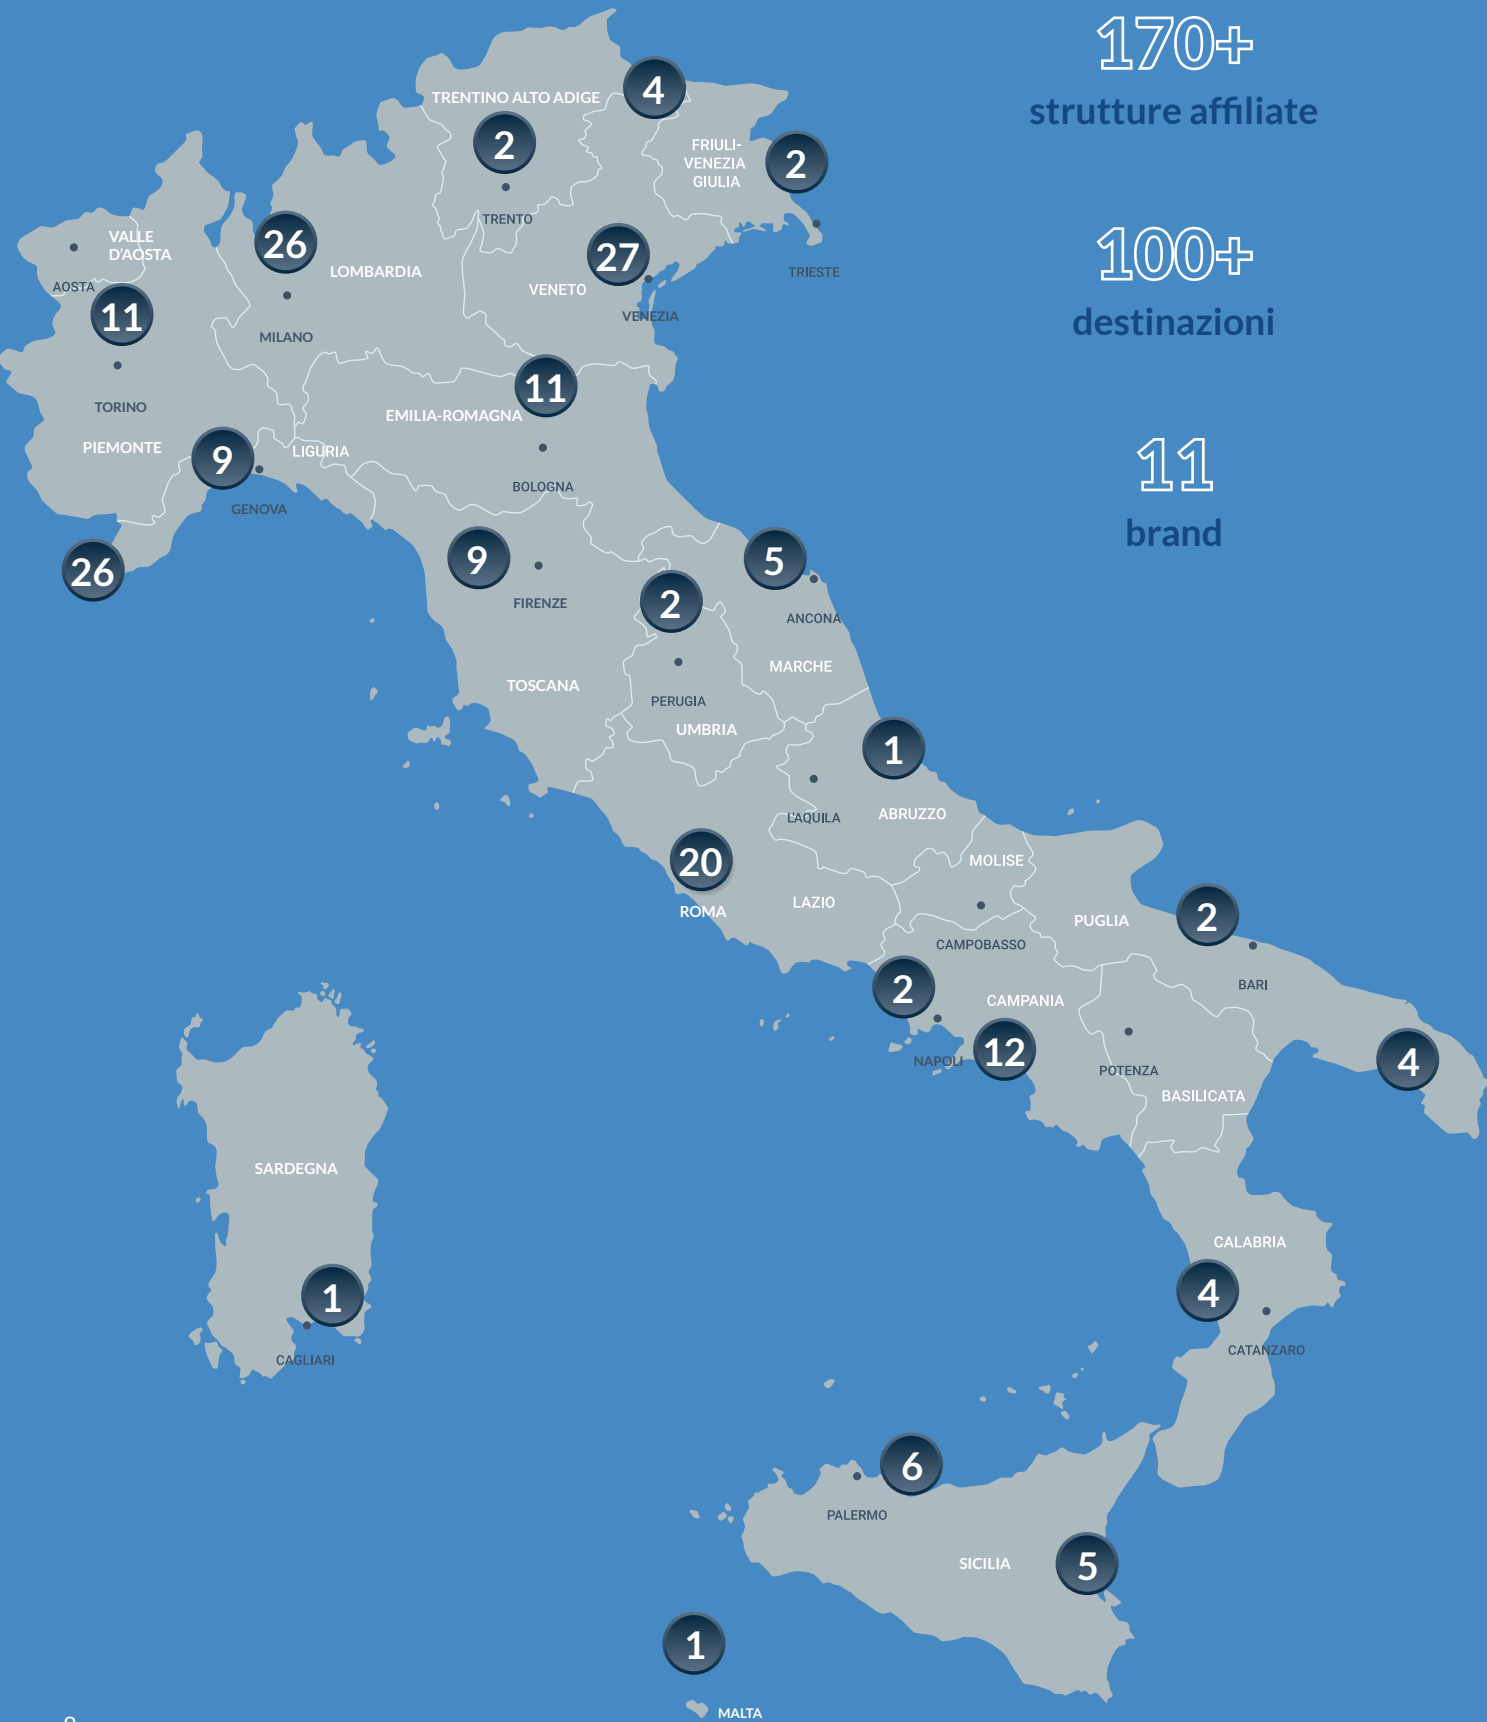 170+
strutture affiliate
100+
destinazioni
11
brand
4
TRENTINO ALTO ADIGE
2
TRENTO
FRIULI-
VENEZIA
GIULIA
2
TRIESTE
VALLE
D'AOSTA
AOSTA
26
LOMBARDIA
MILANO
27
VENETO
VENEZIA
11
TORINO
PIEMONTE
11
EMILIA-ROMAGNA
BOLOGNA
9
LIGURIA
GENOVA
26
9
FIRENZE
TOSCANA
5
ANCONA
MARCHE
2
PERUGIA
UMBRIA
1
L'AQUILA
ABRUZZO
MOLISE
CAMPOBASSO
20
ROMA
LAZIO
PUGLIA
2
BARI
2
CAMPANIA
NAPOLI
12
POTENZA
BASILICATA
4
SARDEGNA
1
CAGLIARI
CALABRIA
4
CATANZARO
6
PALERMO
SICILIA
5
1
MALTA